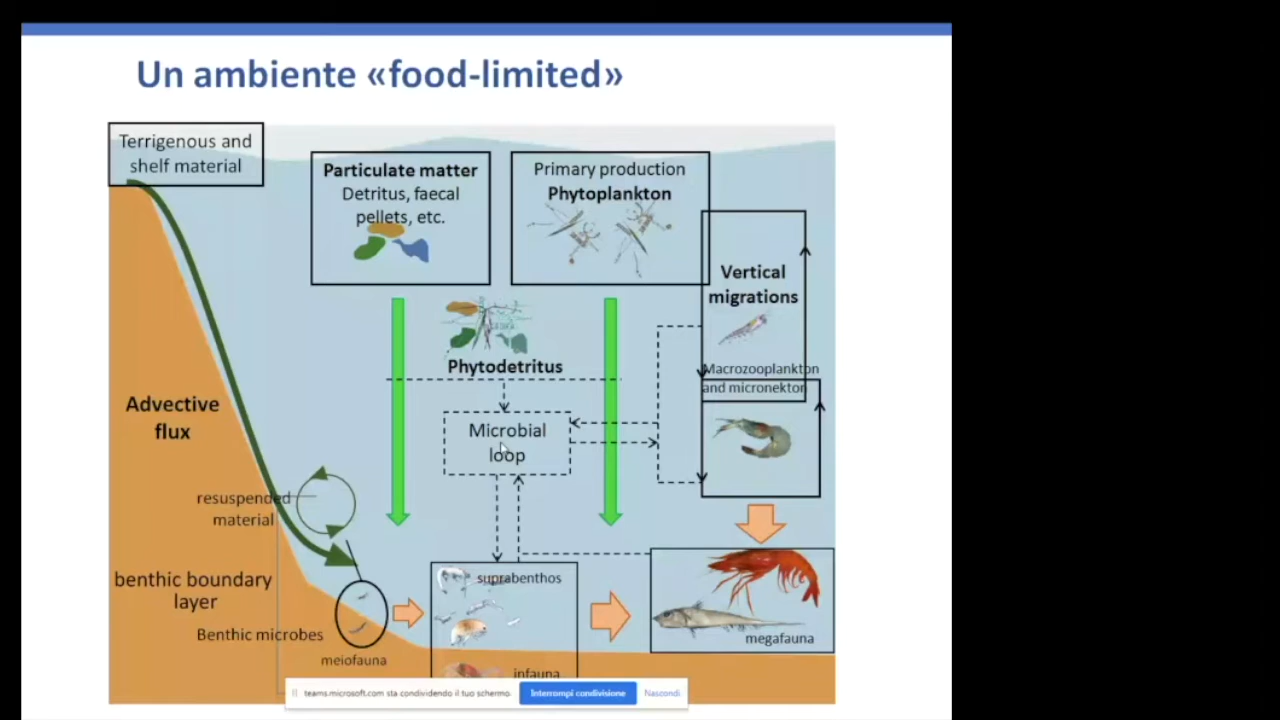 Un ambiente «food-limited»
Terrigenous and
shelf material
Particulate matter
Detritus, faecal
pellets, etc.
Primary production
Phytoplankton
Vertical
migrations
Macrozooplankton
and micronekton
Phytodetritus
Microbial
loop
Advective
flux
resuspended
material
benthic boundary
layer
Benthic microbes
meiofauna
suprabenthos
infauna
megafauna
teams.microsoft.com sta condividendo il tuo schermo.
Interrompi condivisione
Nascondi